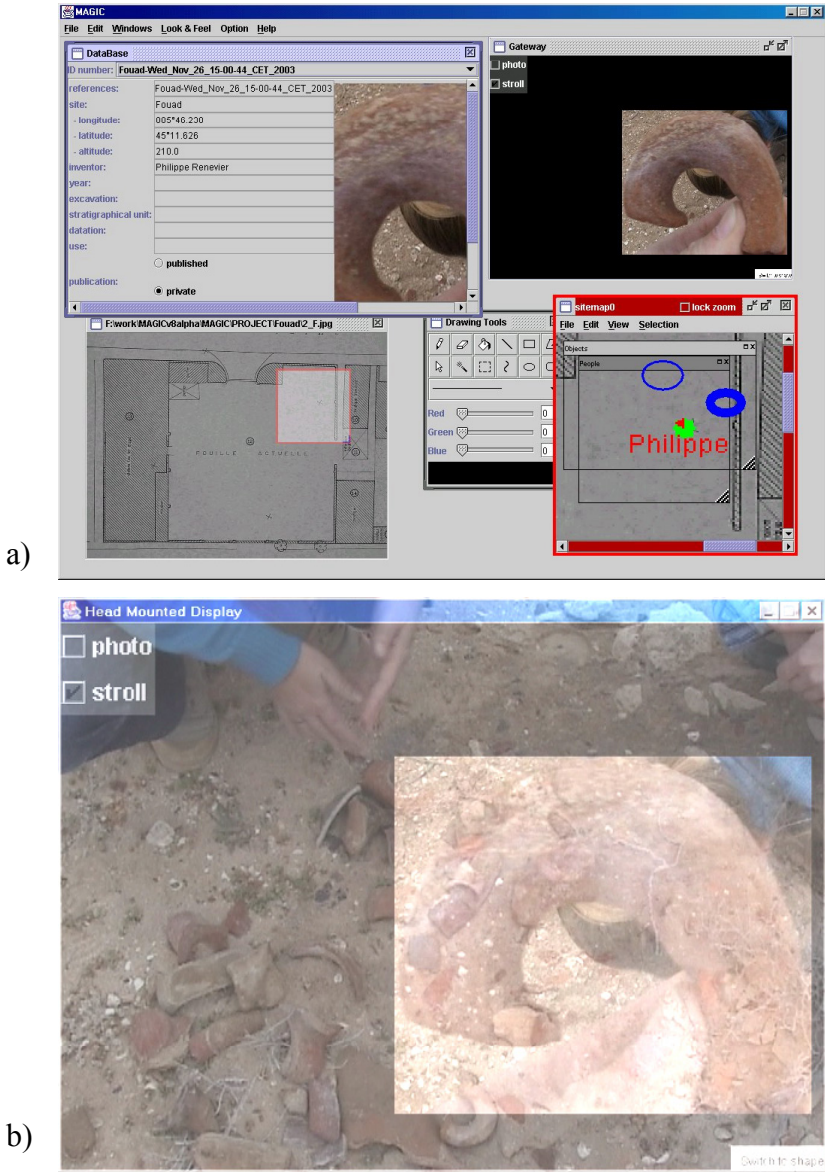 a)
MAGIC
File Edit Windows Look & Feel Option Help
DataBase
ID number: Fouad-Wed_Nov_26_15-00-44_CET_2003
references: Fouad-Wed_Nov_26_15-00-44_CET_2003
site: Fouad
- longitude: 005°46.200
- latitude: 45°11.626
- altitude: 210.0
inventor: Philippe Renevier
year:
excavation:
stratigraphical unit:
datation:
use:
published
publication:
private
Gateway
photo
stroll
F:\work\MAGICv8alpha\MAGIC\PROJECT\Fouad\2_F.jpg
FOUILLE ACTUELLE
Drawing Tools
Red 0
Green 0
Blue 0
sitemap0 lock zoom
File Edit View Selection
Objects
People
Philippe
b)
Head Mounted Display
photo
stroll
Switch to shape